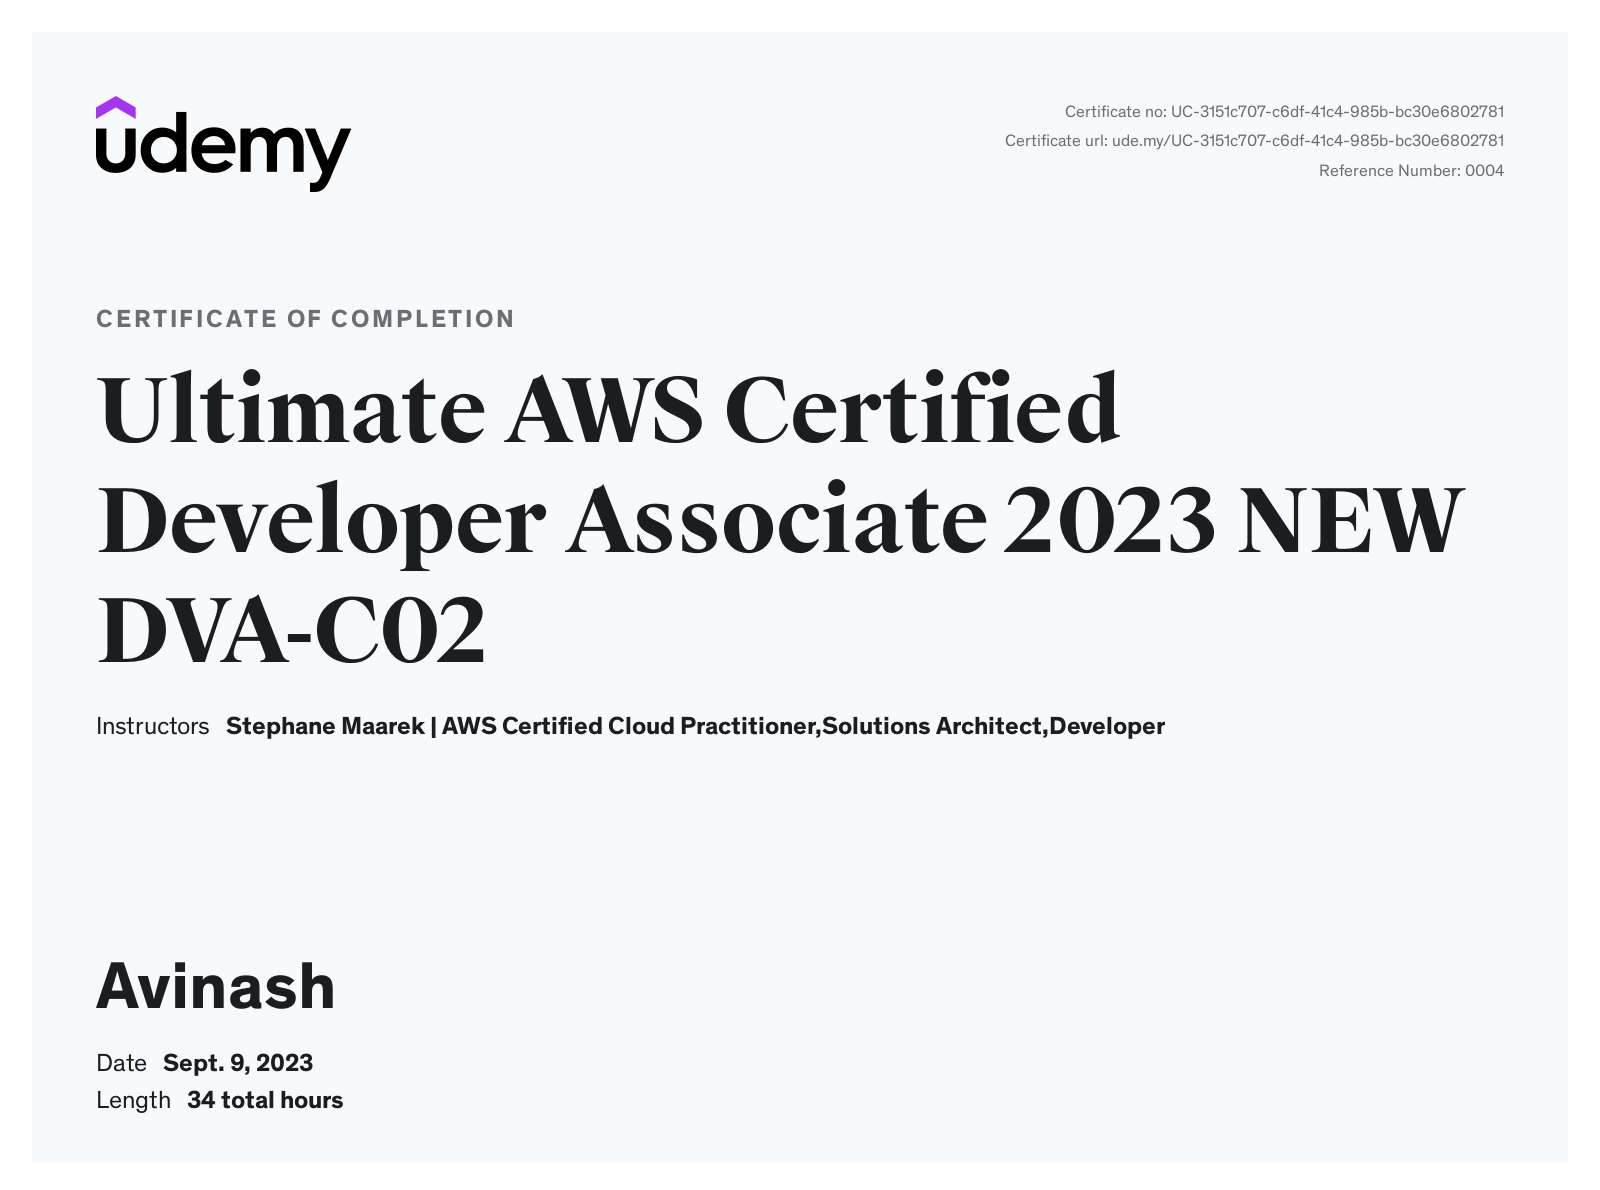 udemy
Certificate no: UC-3151c707-c6df-41c4-985b-bc30e6802781
Certificate url: ude.my/UC-3151c707-c6df-41c4-985b-bc30e6802781
Reference Number: 0004
CERTIFICATE OF COMPLETION
Ultimate AWS Certified
Developer Associate 2023 NEW
DVA-C02
Instructors Stephane Maarek | AWS Certified Cloud Practitioner,Solutions Architect,Developer
Avinash
Date Sept. 9, 2023
Length 34 total hours